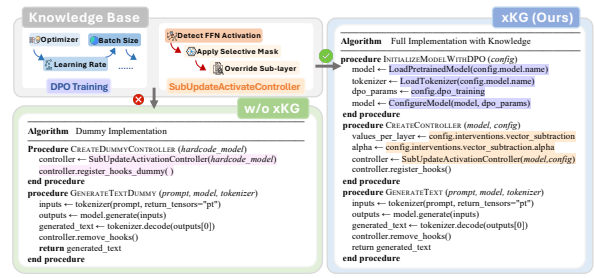 Knowledge Base
Optimizer
Batch Size
Learning Rate
......
DPO Training
Detect FFN Activation
Apply Selective Mask
Override Sub-layer
SubUpdateActivateController
w/o xKG
Algorithm Dummy Implementation
Procedure CREATEDUMMYCONTROLLER (hardcode_model)
controller ← SubUpdateActivationController(hardcode_model)
controller.register_hooks_dummy( )
end procedure
procedure GENERATETEXTDUMMY (prompt, model, tokenizer)
inputs ← tokenizer(prompt, return_tensors="pt")
outputs ← model.generate(inputs)
generated_text ← tokenizer.decode(outputs[0])
controller.remove_hooks()
return generated_text
end procedure
xKG (Ours)
Algorithm Full Implementation with Knowledge
procedure INITIALIZEMODELWITHDPO (config)
model ← LoadPretrainedModel(config.model.name)
tokenizer ← LoadTokenizer(config.model.name)
dpo_params ← config.dpo_training
model ← ConfigureModel(model, dpo_params)
end procedure
procedure CREATECONTROLLER (model, config)
values_per_layer ← config.interventions.vector_subtraction
alpha ← config.interventions.vector_subtraction.alpha
controller ← SubUpdateActivationController(model,config)
controller.register_hooks()
procedure GENERATETEXT (prompt, model, tokenizer)
inputs ← tokenizer(prompt, return_tensors="pt")
outputs ← model.generate(inputs)
generated_text ← tokenizer.decode(outputs[0])
controller.remove_hooks()
return generated_text
end procedure